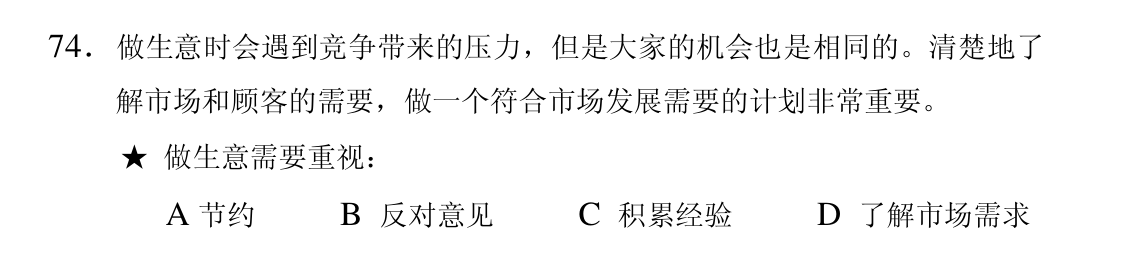 74．做生意时会遇到竞争带来的压力，但是大家的机会也是相同的。清楚地了
解市场和顾客的需要，做一个符合市场发展需要的计划非常重要。
★ 做生意需要重视：
A 节约 B 反对意见 C 积累经验 D 了解市场需求